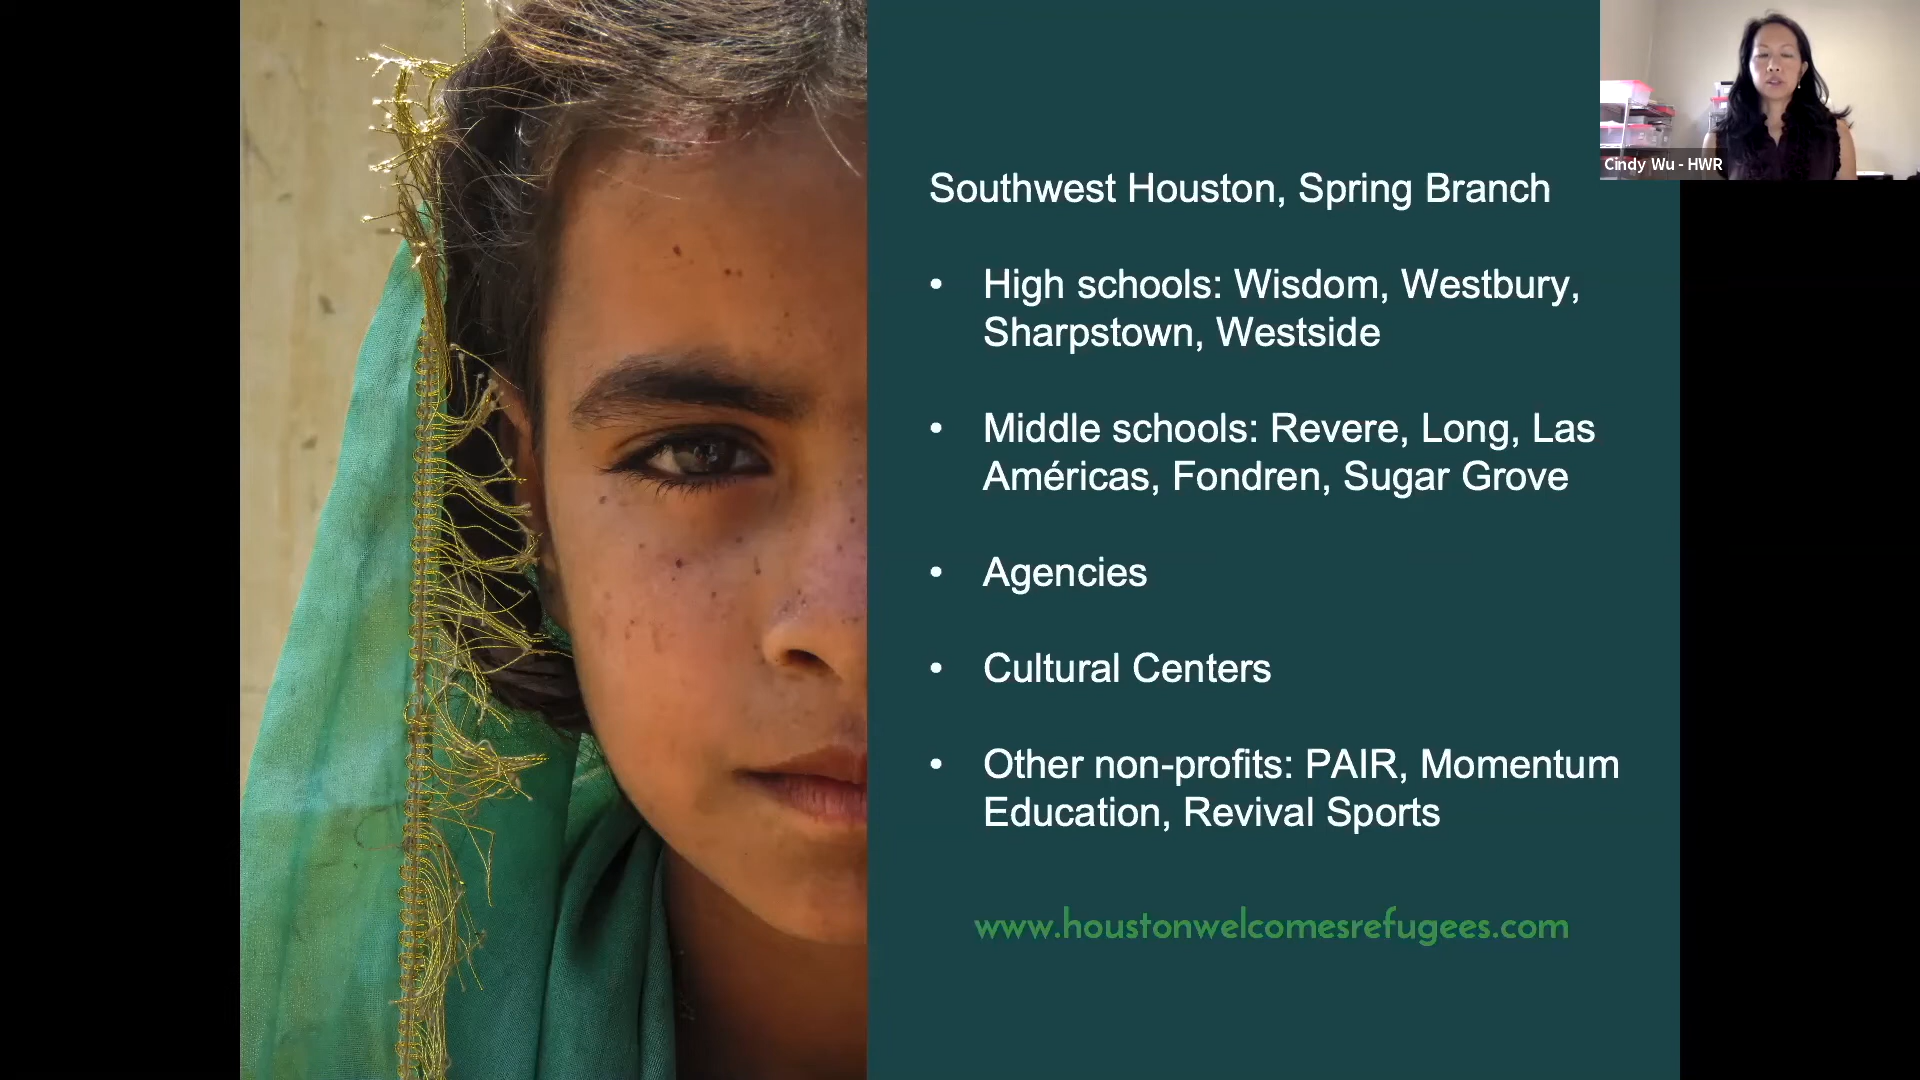 Cindy Wu - HWR
Southwest Houston, Spring Branch
• High schools: Wisdom, Westbury,
Sharpstown, Westside
• Middle schools: Revere, Long, Las
Américas, Fondren, Sugar Grove
• Agencies
• Cultural Centers
• Other non-profits: PAIR, Momentum
Education, Revival Sports
www.houstonwelcomesrefugees.com